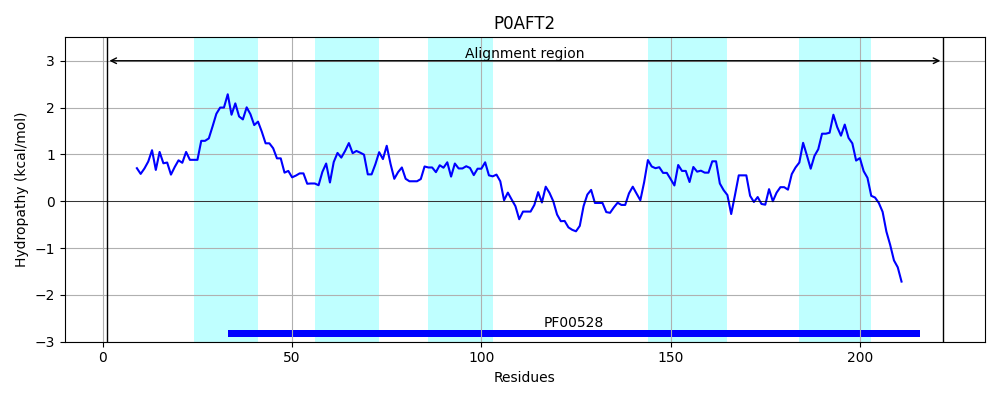 P0AFT2
Alignment region
3
2
1
0
−1
−2
−3
Hydropathy (kcal/mol)
PF00528
0
50
100
150
200
Residues